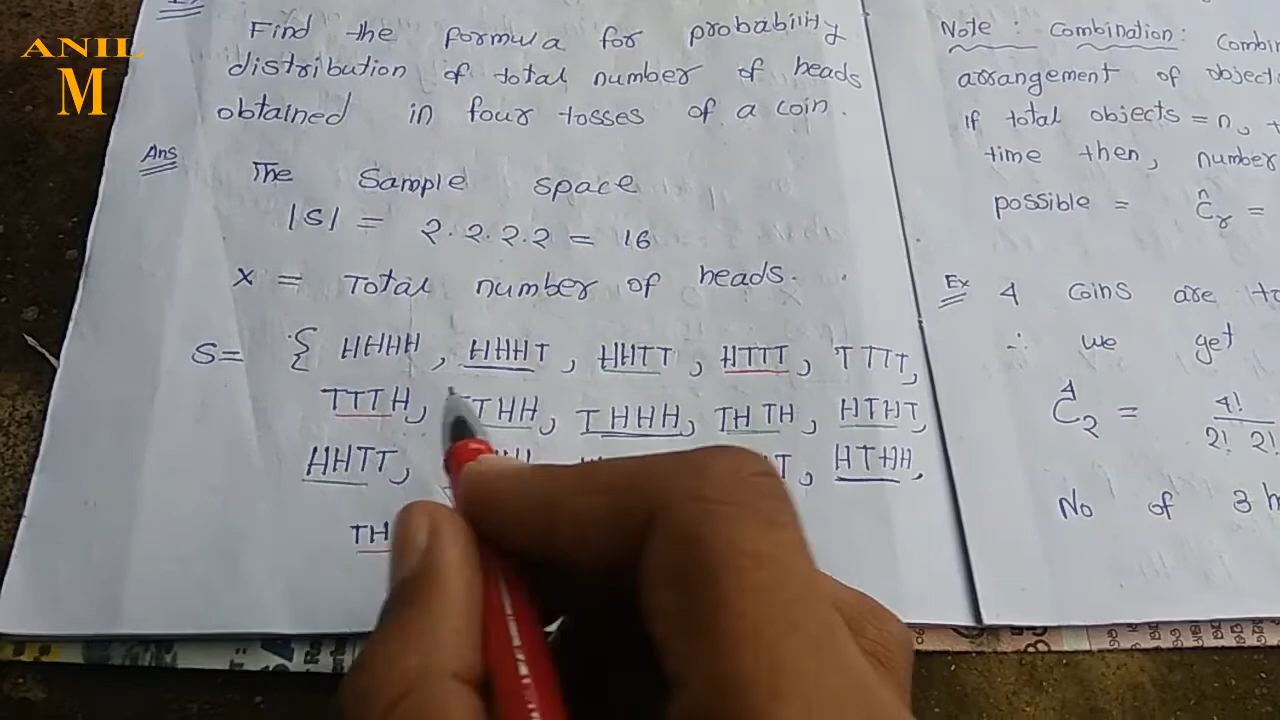 ANIL
M
Find the formula for probability
distribution of total number of heads
obtained in four tosses of a coin.
Ans
The Sample space
|S| = 2.2.2.2 = 16
X = Total number of heads.
S= { HHHH, HHHT, HHTT, HTTT, TTTT,
TTTH, TTHH, THHH, THTH, HTHT,
HHTT, HTHH,
TH
Note: Combination:
arrangement of
if total objects = n,
time then, number
possible = nCr =
Ex 4 coins are
∴ we get
4C2 = 4!
2! 2!
No of 3